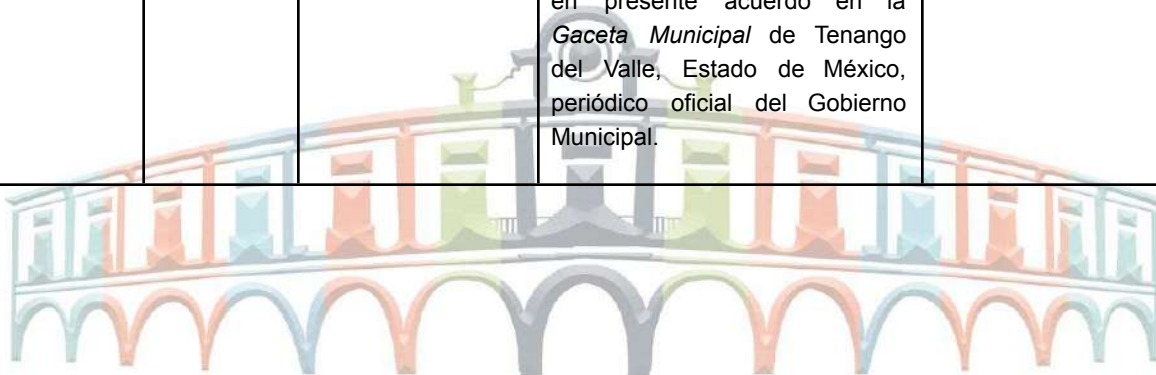 en presente acuerdo en la
Gaceta Municipal de Tenango
del Valle, Estado de México,
periódico oficial del Gobierno
Municipal.